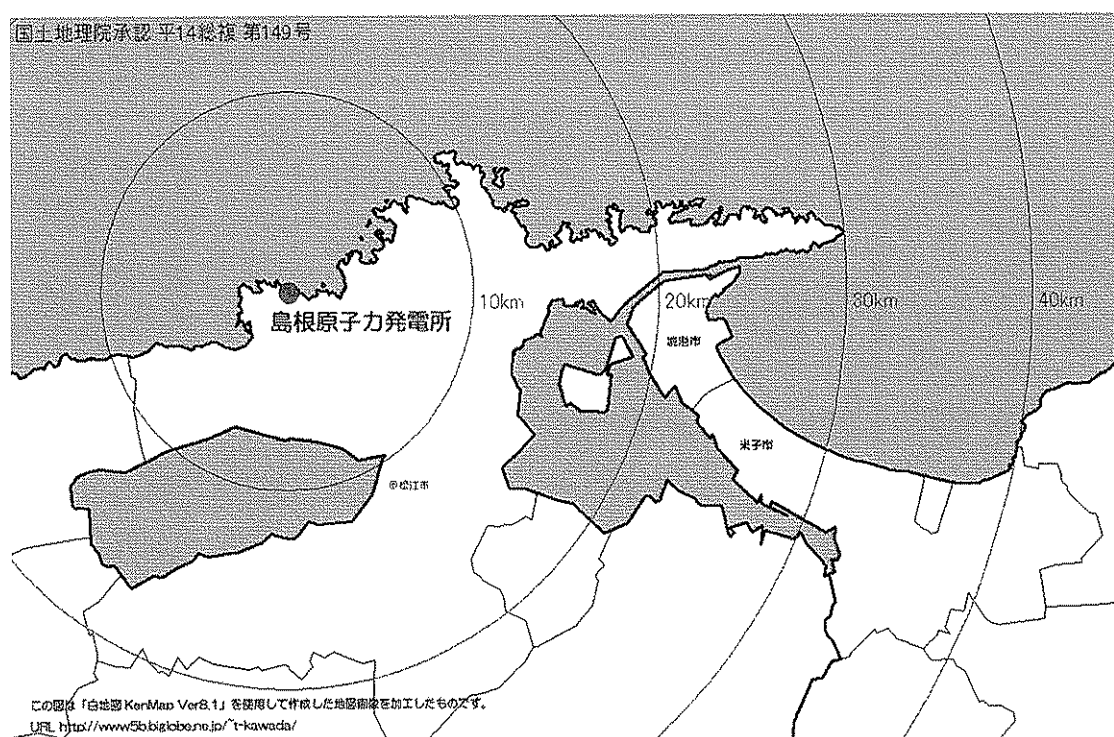 国土地理院承認 平14総複 第149号
10km
20km
30km
40km
島根原子力発電所
境港市
米子市
◎松江市
この図は「白地図 KenMap Ver8.1」を使用して作成した地図画像を加工したものです。
URL http://www5b.biglobe.ne.jp/~t-kawada/